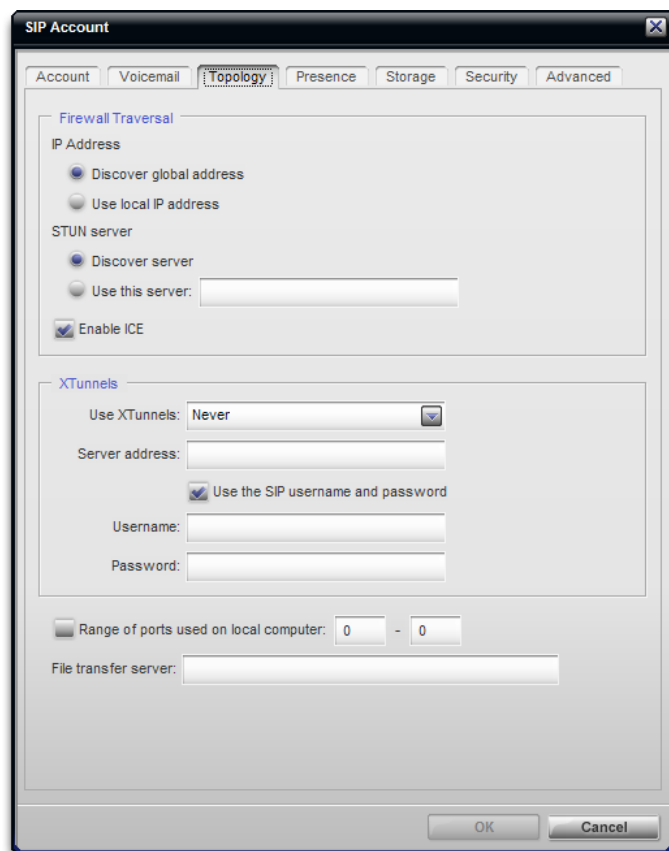 SIP Account
Account Voicemail Topology Presence Storage Security Advanced
Firewall Traversal
IP Address
Discover global address
Use local IP address
STUN server
Discover server
Use this server:
Enable ICE
XTunnels
Use XTunnels: Never
Server address:
Use the SIP username and password
Username:
Password:
Range of ports used on local computer: 0 - 0
File transfer server:
OK Cancel